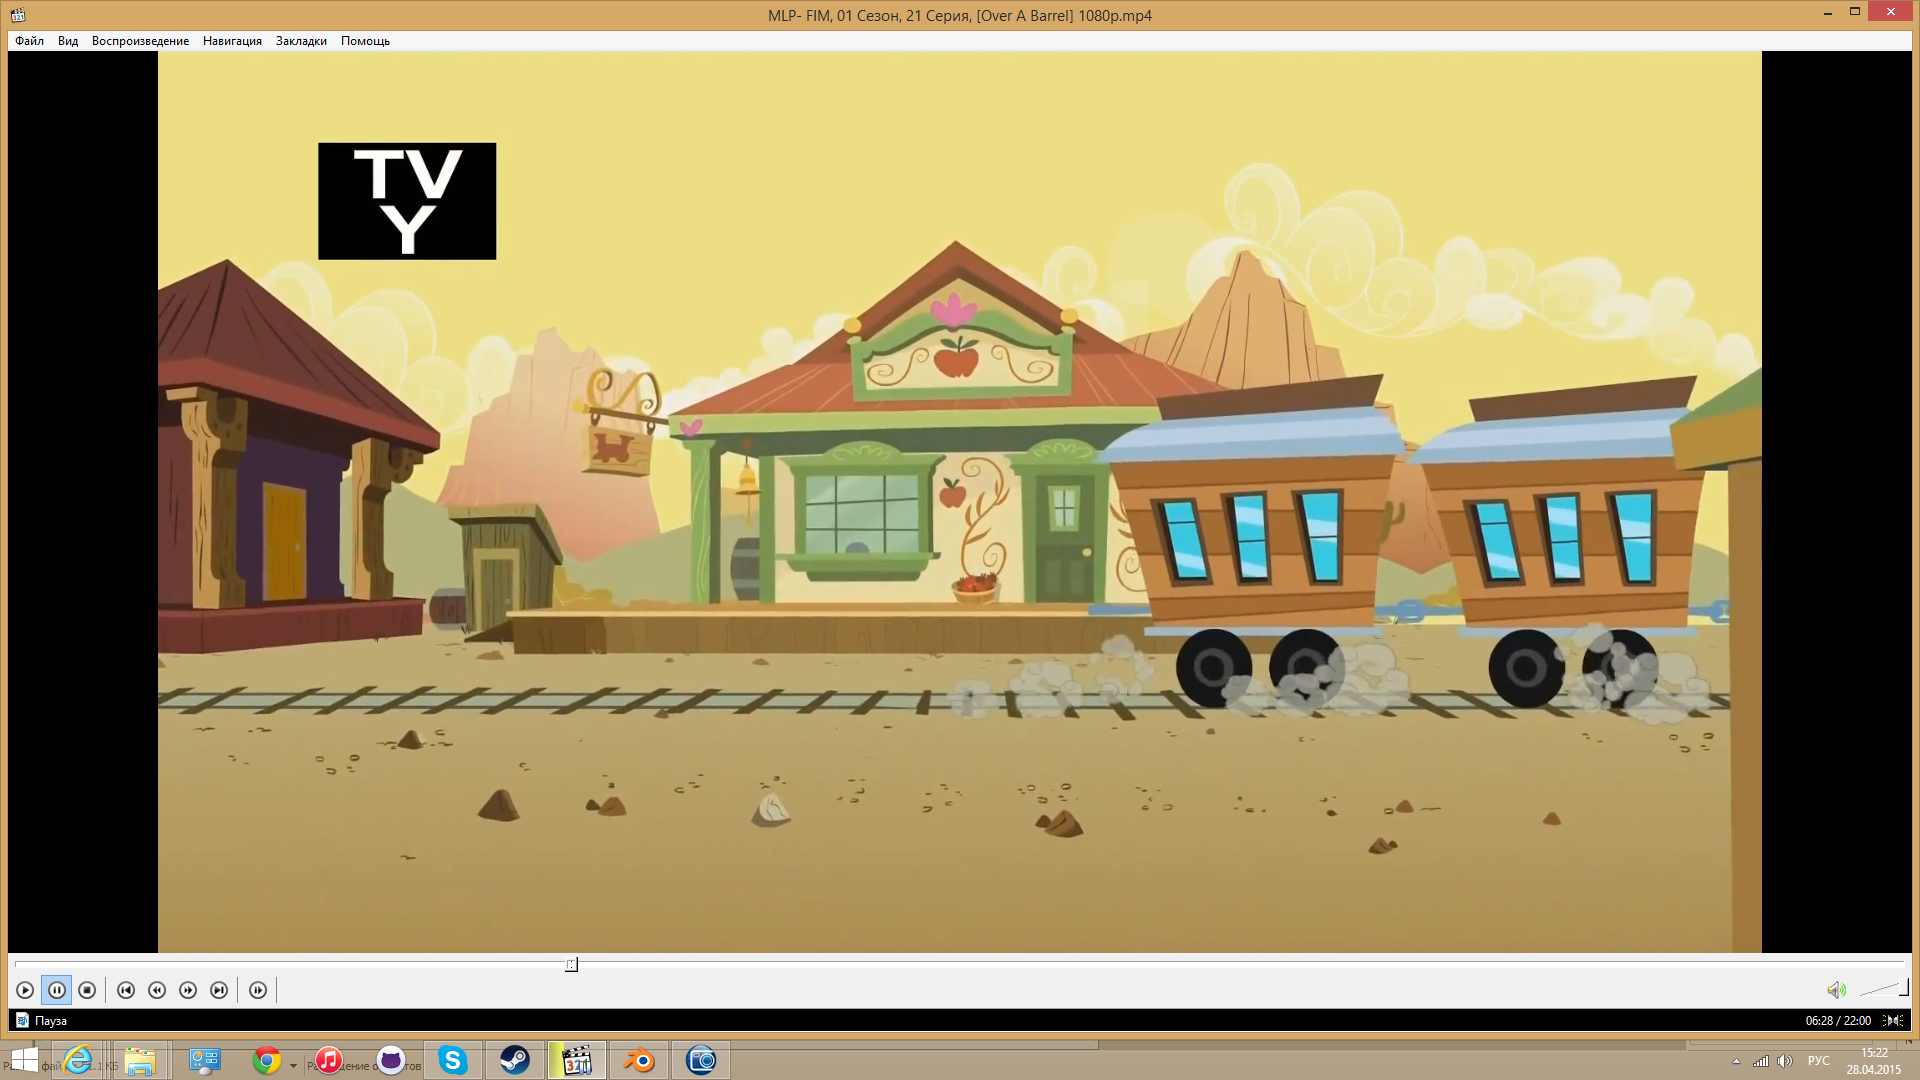 MLP- FIM, 01 Сезон, 21 Серия, [Over A Barrel] 1080p.mp4
Файл Вид Воспроизведение Навигация Закладки Помощь
TV
Y
Пауза
06:28 / 22:00
321
РУС
15:22
28.04.2015